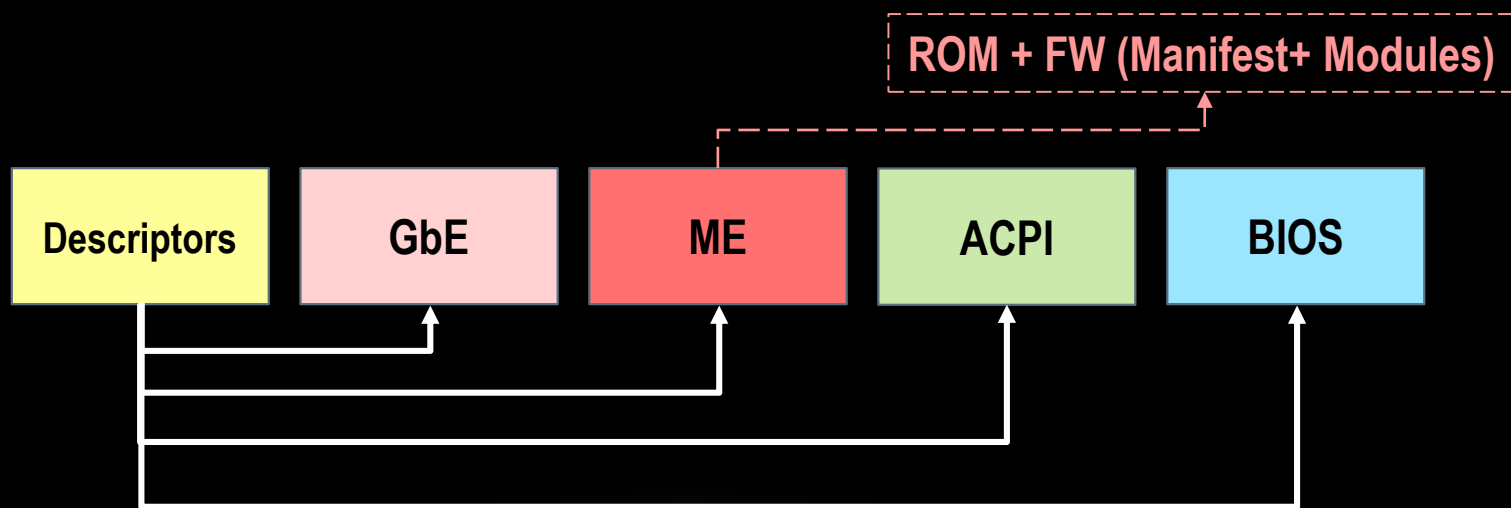 ROM + FW (Manifest+ Modules)
Descriptors
GbE
ME
ACPI
BIOS